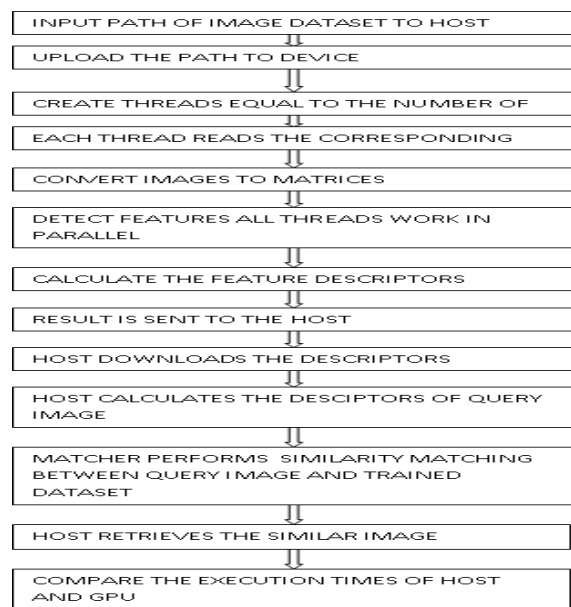 INPUT PATH OF IMAGE DATASET TO HOST
UPLOAD THE PATH TO DEVICE
CREATE THREADS EQUAL TO THE NUMBER OF
EACH THREAD READS THE CORRESPONDING
CONVERT IMAGES TO MATRICES
DETECT FEATURES ALL THREADS WORK IN
PARALLEL
CALCULATE THE FEATURE DESCRIPTORS
RESULT IS SENT TO THE HOST
HOST DOWNLOADS THE DESCRIPTORS
HOST CALCULATES THE DESCIPTORS OF QUERY
IMAGE
MATCHER PERFORMS SIMILARITY MATCHING
BETWEEN QUERY IMAGE AND TRAINED
DATASET
HOST RETRIEVES THE SIMILAR IMAGE
COMPARE THE EXECUTION TIMES OF HOST
AND GPU